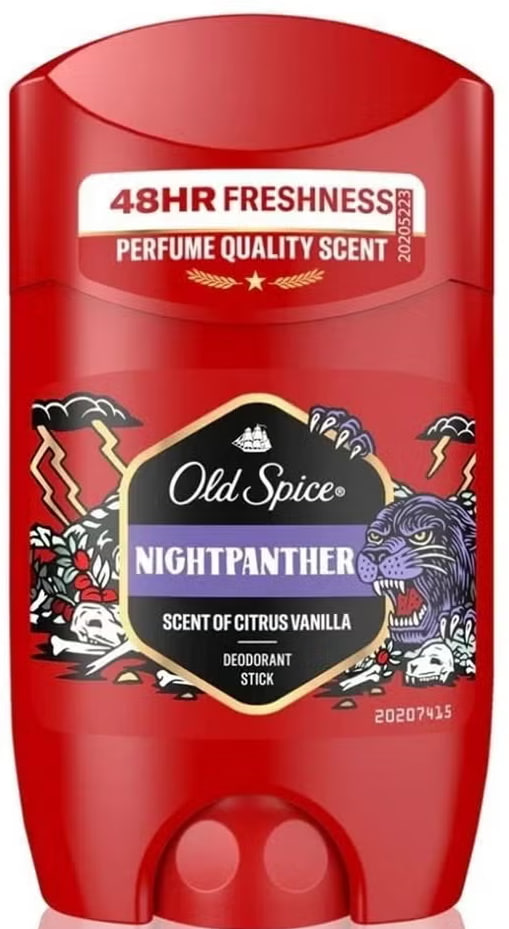 48HR FRESHNESS
PERFUME QUALITY SCENT
20205223
Old Spice®
NIGHTPANTHER
SCENT OF CITRUS VANILLA
DEODORANT
STICK
20207415